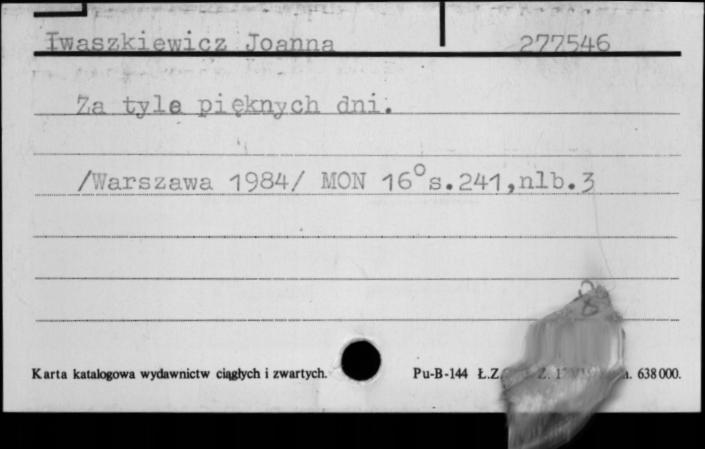 Iwaszkiewicz Joanna 277546
Za tyle pięknych dni.
/Warszawa 1984/ MON 16° s.241,nlb.3
Karta katalogowa wydawnictw ciągłych i zwartych. Pu-B-144 Ł.Z. Z. 638 000.